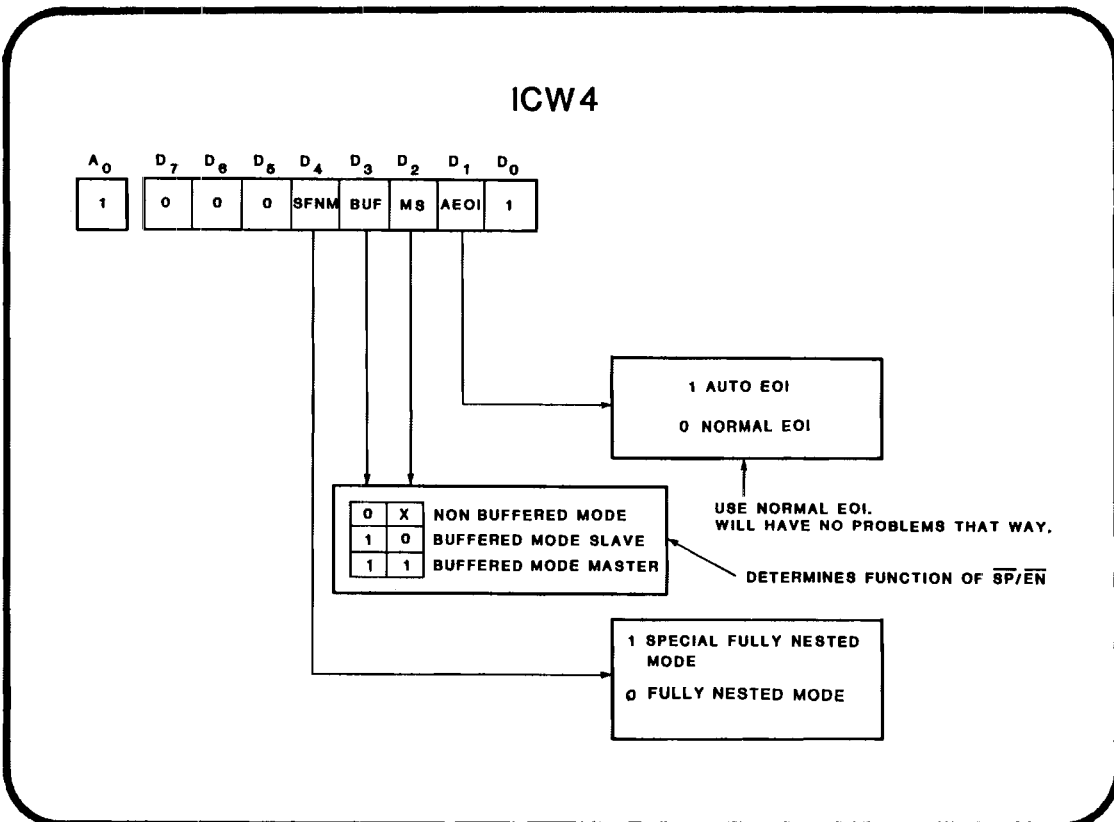 ICW4
A0 D7 D6 D5 D4 D3 D2 D1 D0
1 0 0 0 SFNM BUF MS AEOI 1
1 AUTO EOI
0 NORMAL EOI
USE NORMAL EOI.
WILL HAVE NO PROBLEMS THAT WAY.
0 X NON BUFFERED MODE
1 0 BUFFERED MODE SLAVE
1 1 BUFFERED MODE MASTER
DETERMINES FUNCTION OF S̅P̅/E̅N̅
1 SPECIAL FULLY NESTED
MODE
0 FULLY NESTED MODE